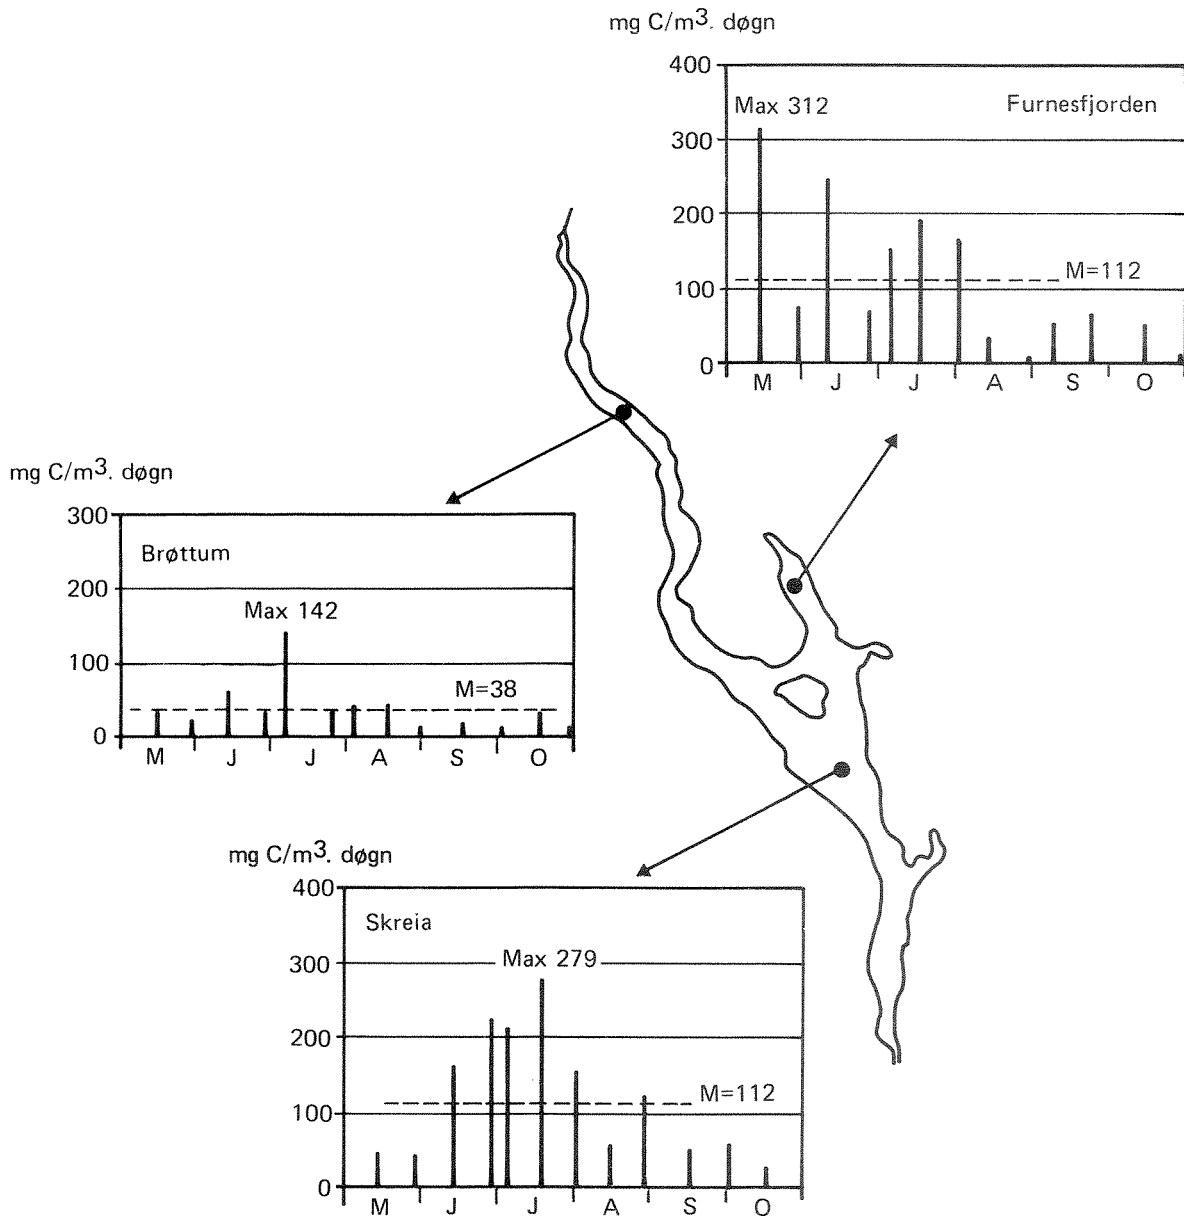 mg C/m³. døgn
400
Max 312
Furnesfjorden
300
200
M=112
100
0
M J J A S O
mg C/m³. døgn
300
Brøttum
200
Max 142
100
M=38
0
M J J A S O
mg C/m³. døgn
400
Skreia
300
Max 279
200
M=112
100
0
M J J A S O